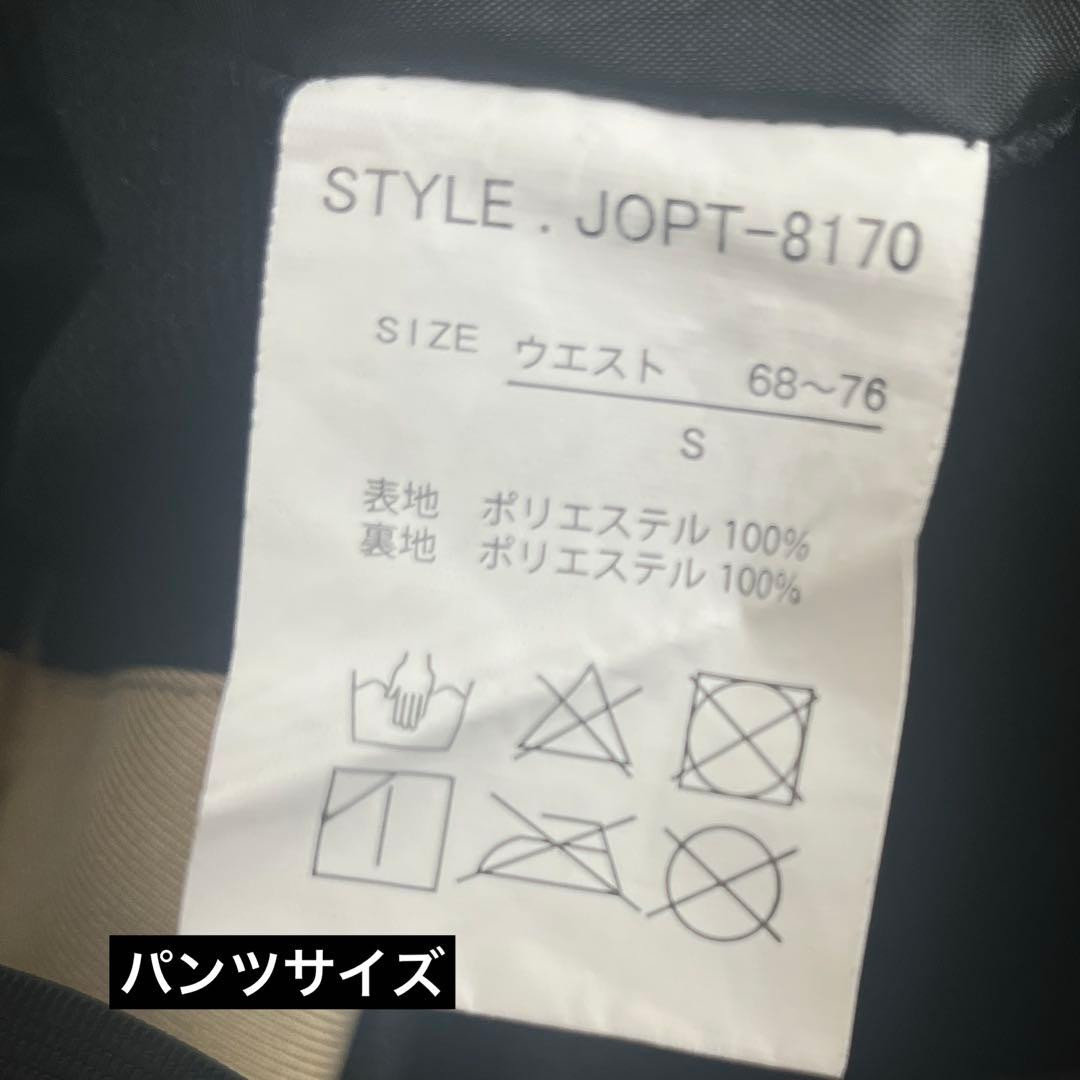 STYLE . JOPT-8170
SIZE ウエスト 68～76
S
表地 ポリエステル 100%
裏地 ポリエステル 100%
パンツサイズ